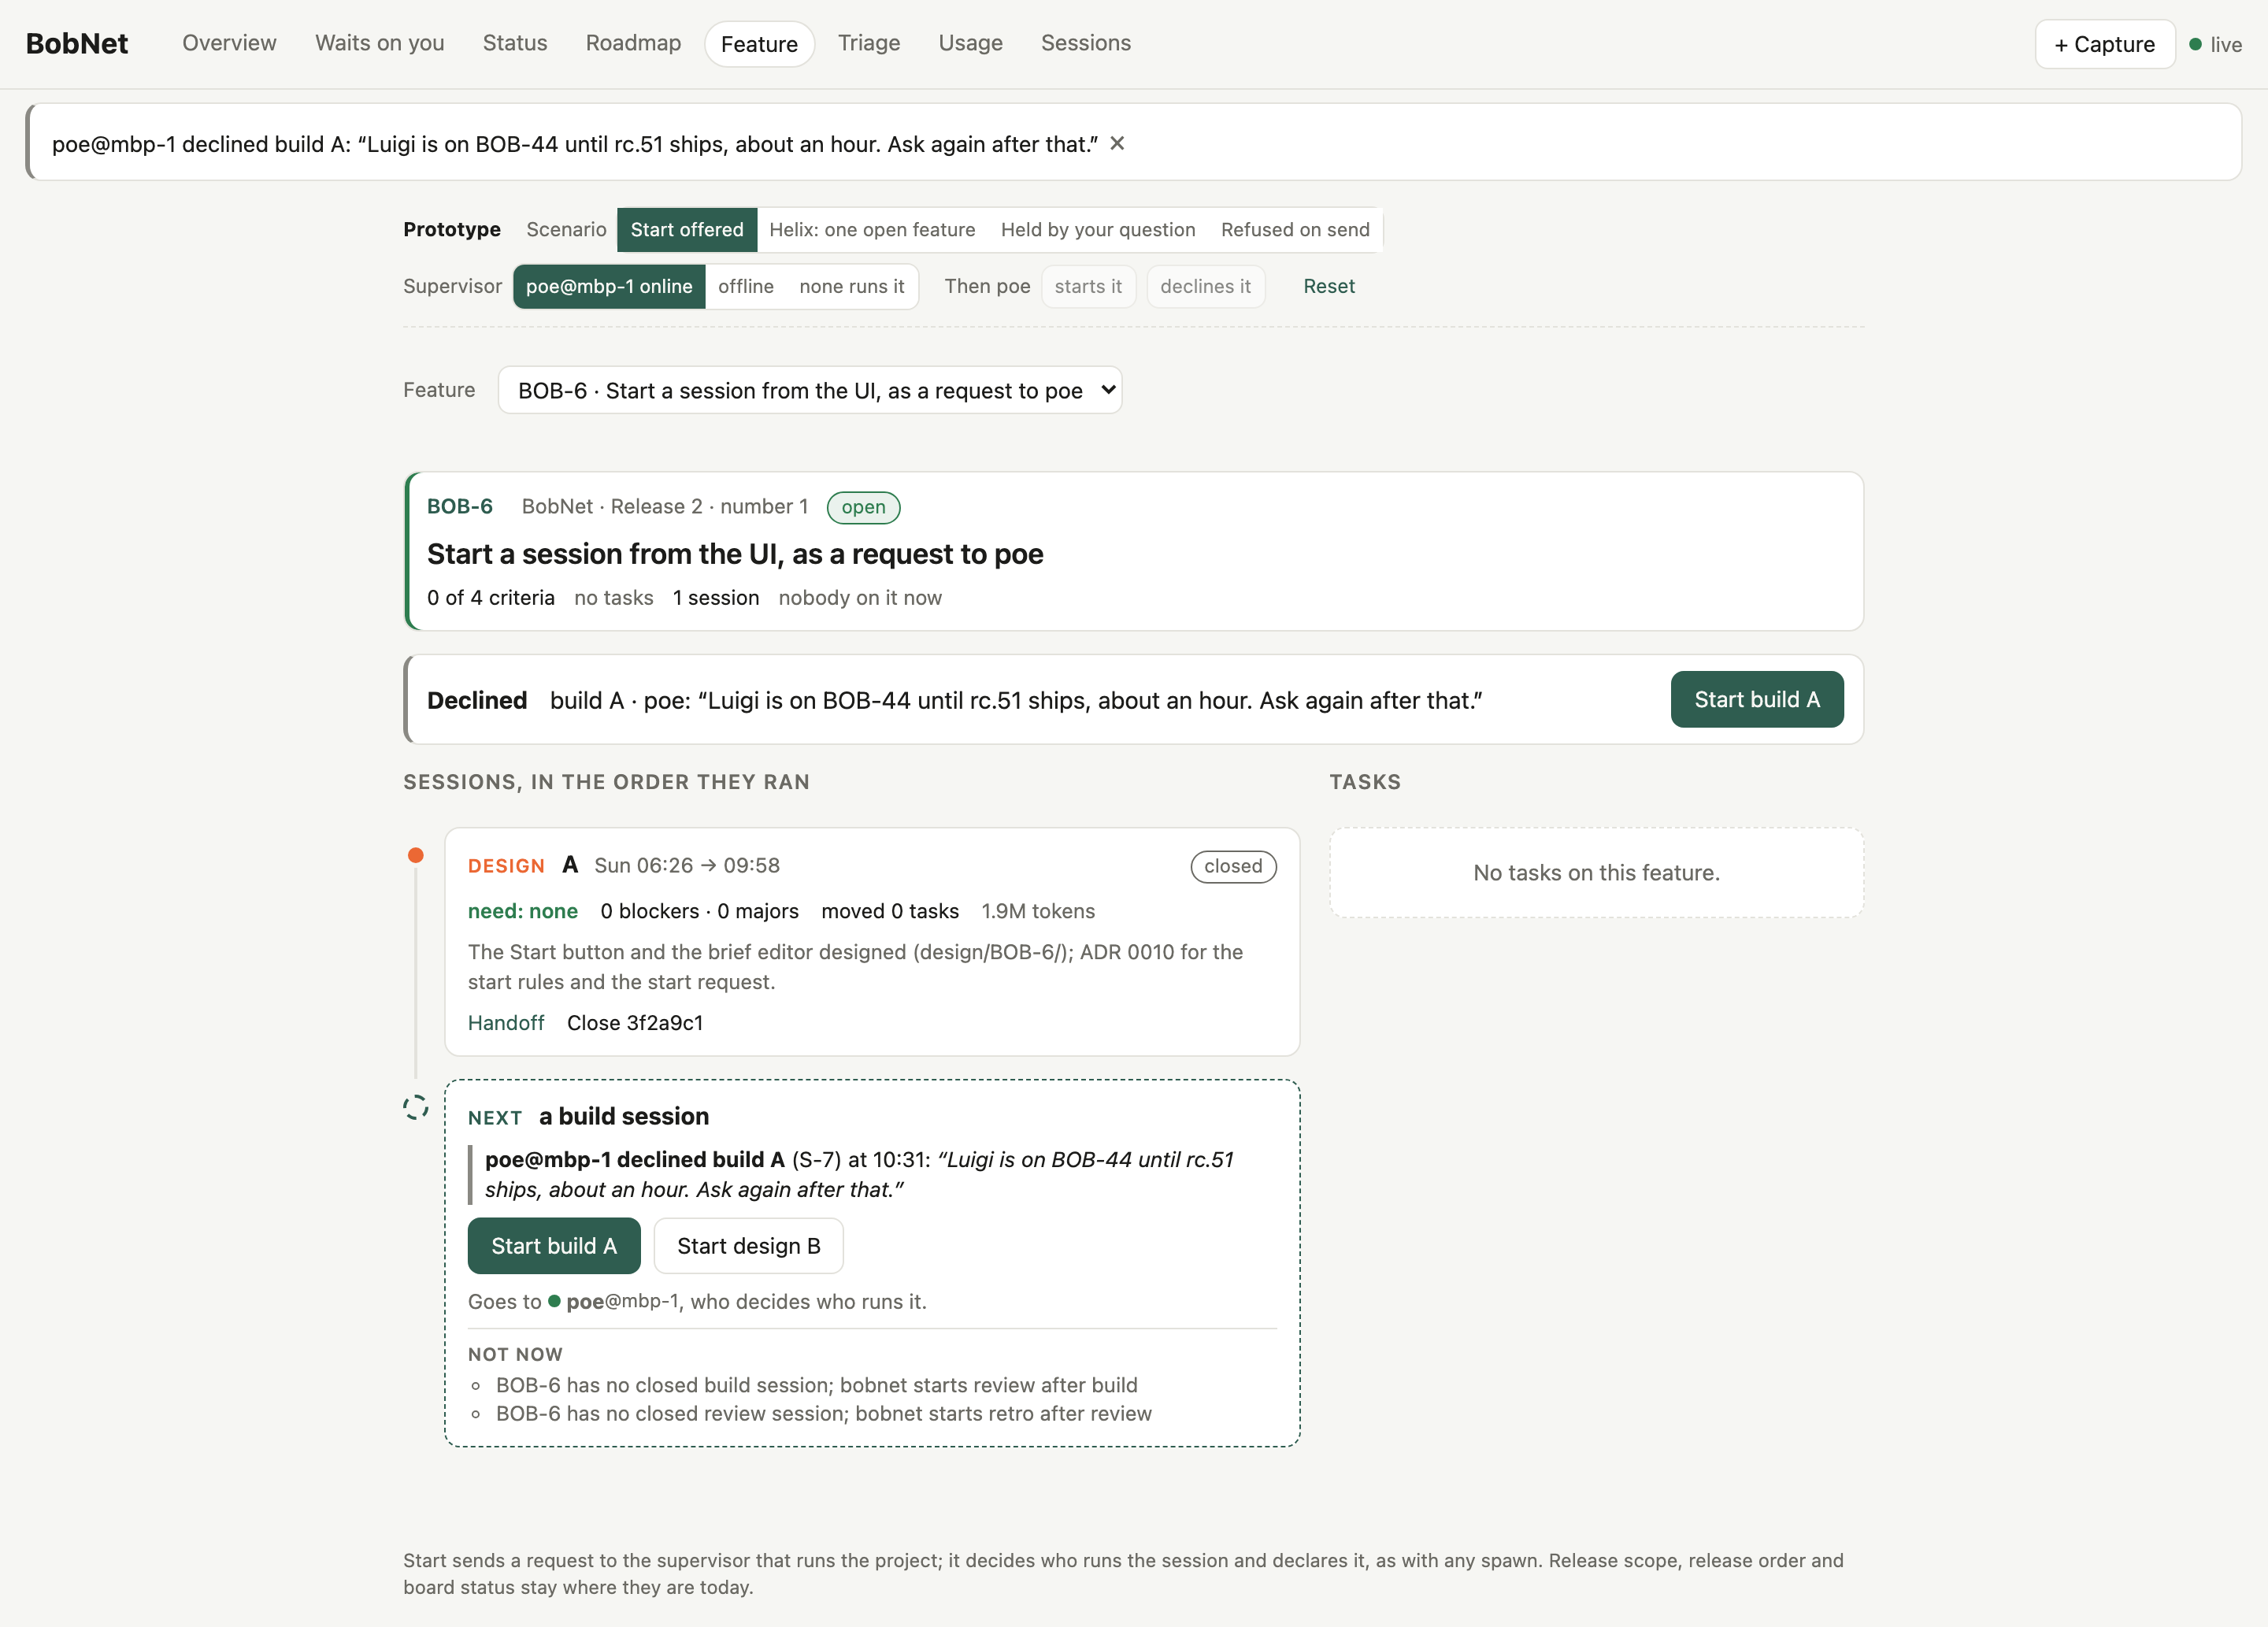 BobNet Overview Waits on you Status Roadmap Feature Triage Usage Sessions + Capture live
poe@mbp-1 declined build A: “Luigi is on BOB-44 until rc.51 ships, about an hour. Ask again after that.” ✕
Prototype Scenario Start offered Helix: one open feature Held by your question Refused on send
Supervisor poe@mbp-1 online offline none runs it Then poe starts it declines it Reset
Feature BOB-6 · Start a session from the UI, as a request to poe
BOB-6 BobNet · Release 2 · number 1 open
Start a session from the UI, as a request to poe
0 of 4 criteria no tasks 1 session nobody on it now
Declined build A · poe: “Luigi is on BOB-44 until rc.51 ships, about an hour. Ask again after that.” Start build A
SESSIONS, IN THE ORDER THEY RAN
DESIGN A Sun 06:26 → 09:58 closed
need: none 0 blockers · 0 majors moved 0 tasks 1.9M tokens
The Start button and the brief editor designed (design/BOB-6/); ADR 0010 for the
start rules and the start request.
Handoff Close 3f2a9c1
NEXT a build session
poe@mbp-1 declined build A (S-7) at 10:31: “Luigi is on BOB-44 until rc.51
ships, about an hour. Ask again after that.”
Start build A Start design B
Goes to poe@mbp-1, who decides who runs it.
NOT NOW
BOB-6 has no closed build session; bobnet starts review after build
BOB-6 has no closed review session; bobnet starts retro after review
TASKS
No tasks on this feature.
Start sends a request to the supervisor that runs the project; it decides who runs the session and declares it, as with any spawn. Release scope, release order and
board status stay where they are today.